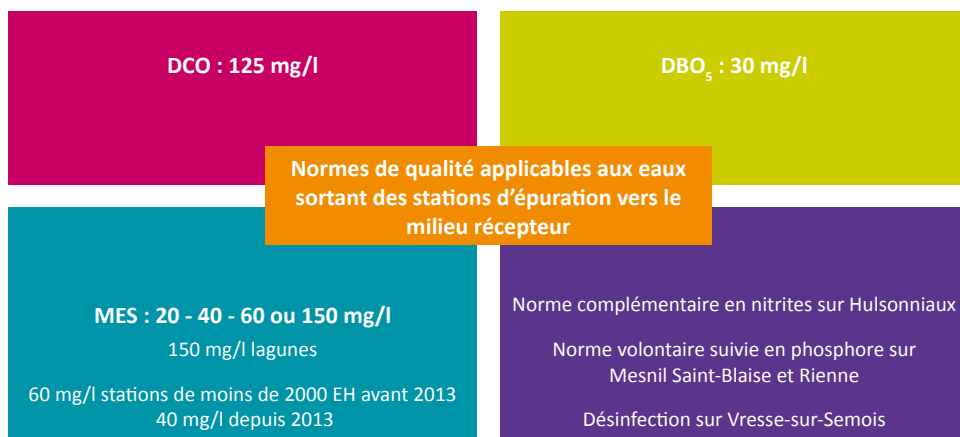 DCO : 125 mg/l
DBO₅ : 30 mg/l
Normes de qualité applicables aux eaux
sortant des stations d’épuration vers le
milieu récepteur
MES : 20 - 40 - 60 ou 150 mg/l
150 mg/l lagunes
60 mg/l stations de moins de 2000 EH avant 2013
40 mg/l depuis 2013
Norme complémentaire en nitrites sur Hulsonniaux
Norme volontaire suivie en phosphore sur
Mesnil Saint-Blaise et Rienne
Désinfection sur Vresse-sur-Semois